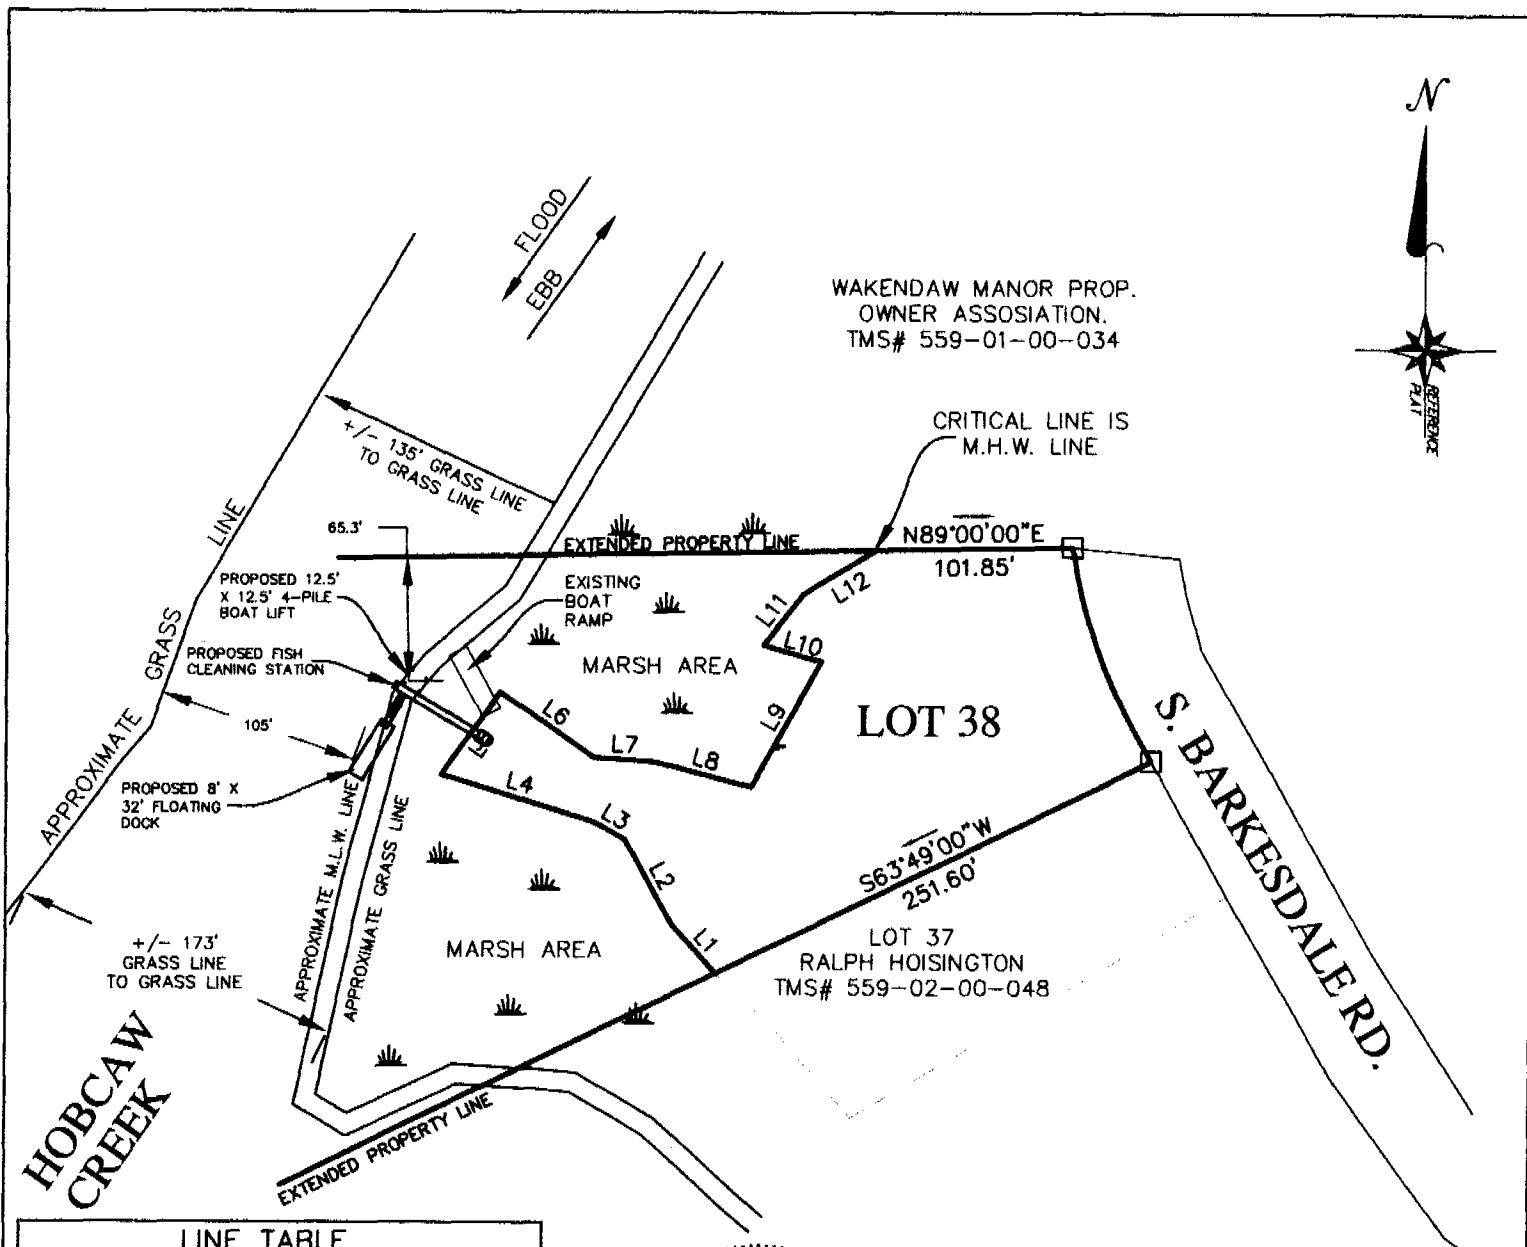 N
REFERENCE
PLAT
FLOOD
EBB
WAKENDAW MANOR PROP.
OWNER ASSOSIATION.
TMS# 559-01-00-034
CRITICAL LINE IS
M.H.W. LINE
+/- 135' GRASS LINE
TO GRASS LINE
65.3'
EXTENDED PROPERTY LINE
N89°00'00"E
101.85'
APPROXIMATE GRASS LINE
PROPOSED 12.5'
X 12.5' 4-PILE
BOAT LIFT
EXISTING
BOAT
RAMP
PROPOSED FISH
CLEANING STATION
MARSH AREA
L12
L11
L10
L9
L8
L7
L6
LOT 38
S. BARKESDALE RD.
105'
PROPOSED 8' X
32' FLOATING
DOCK
L4
L3
L2
L1
APPROXIMATE M.L.W. LINE
APPROXIMATE GRASS LINE
S63°49'00"W
251.60'
MARSH AREA
LOT 37
RALPH HOISINGTON
TMS# 559-02-00-048
+/- 173'
GRASS LINE
TO GRASS LINE
HOBCAW
CREEK
EXTENDED PROPERTY LINE
LINE TABLE